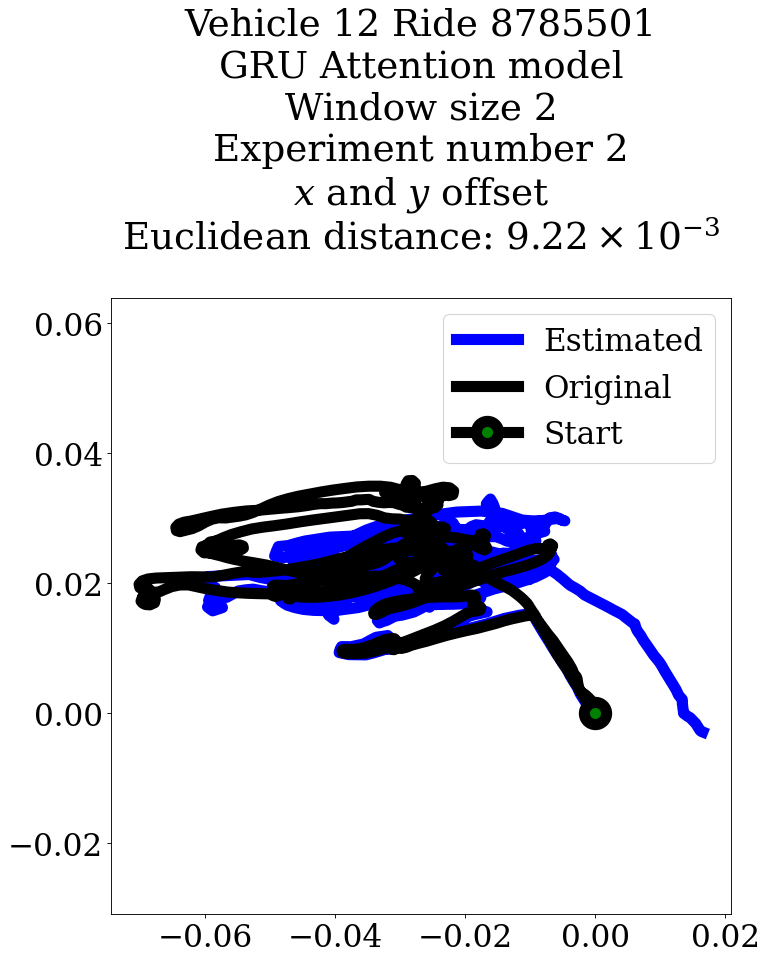 Vehicle 12 Ride 8785501
GRU Attention model
Window size 2
Experiment number 2
x and y offset
Euclidean distance: 9.22 × 10⁻³
Estimated
Original
Start
0.06
0.04
0.02
0.00
−0.02
−0.06 −0.04 −0.02 0.00 0.02